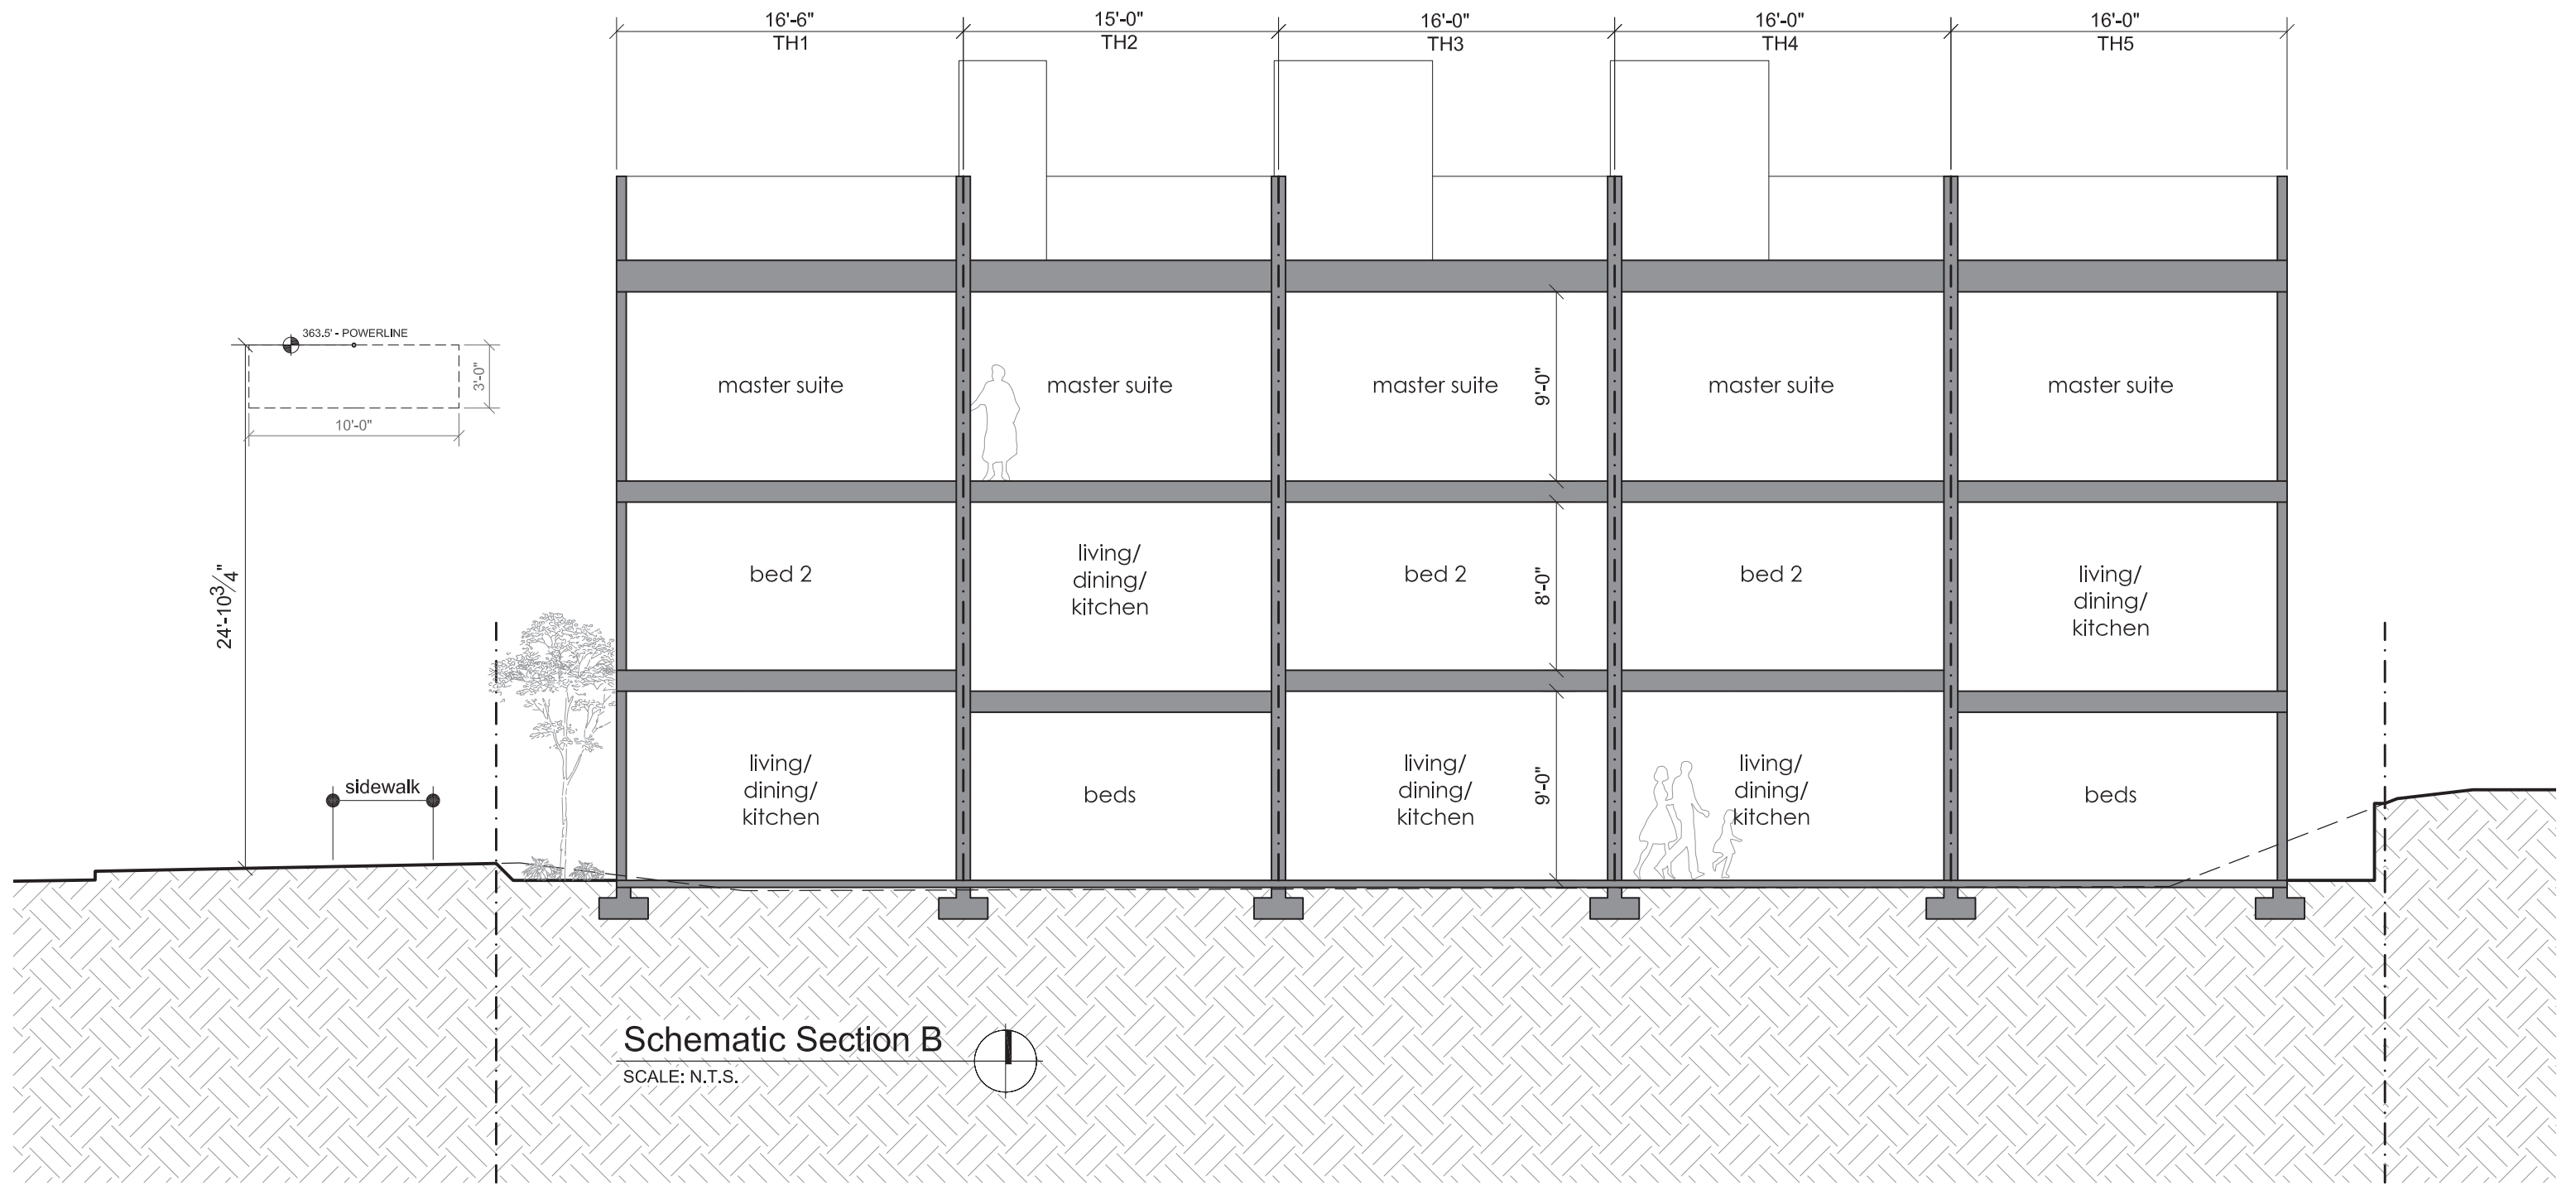 16'-6"
15'-0"
16'-0"
16'-0"
16'-0"
TH1
TH2
TH3
TH4
TH5
363.5' - POWERLINE
3'-0"
10'-0"
24'-10 3/4"
sidewalk
master suite
master suite
master suite
9'-0"
master suite
master suite
bed 2
living/
dining/
kitchen
bed 2
8'-0"
bed 2
living/
dining/
kitchen
living/
dining/
kitchen
beds
living/
dining/
kitchen
9'-0"
living/
dining/
kitchen
beds
Schematic Section B
SCALE: N.T.S.